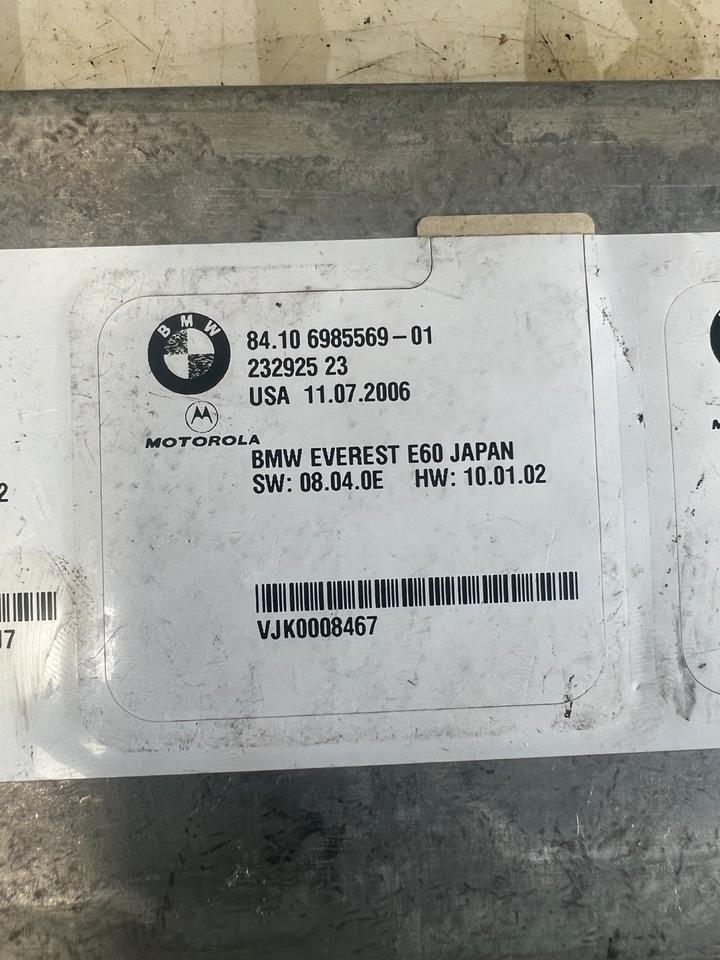 BMW
84.10 6985569-01
232925 23
USA 11.07.2006
MOTOROLA
BMW EVEREST E60 JAPAN
SW: 08.04.0E HW: 10.01.02
VJK0008467